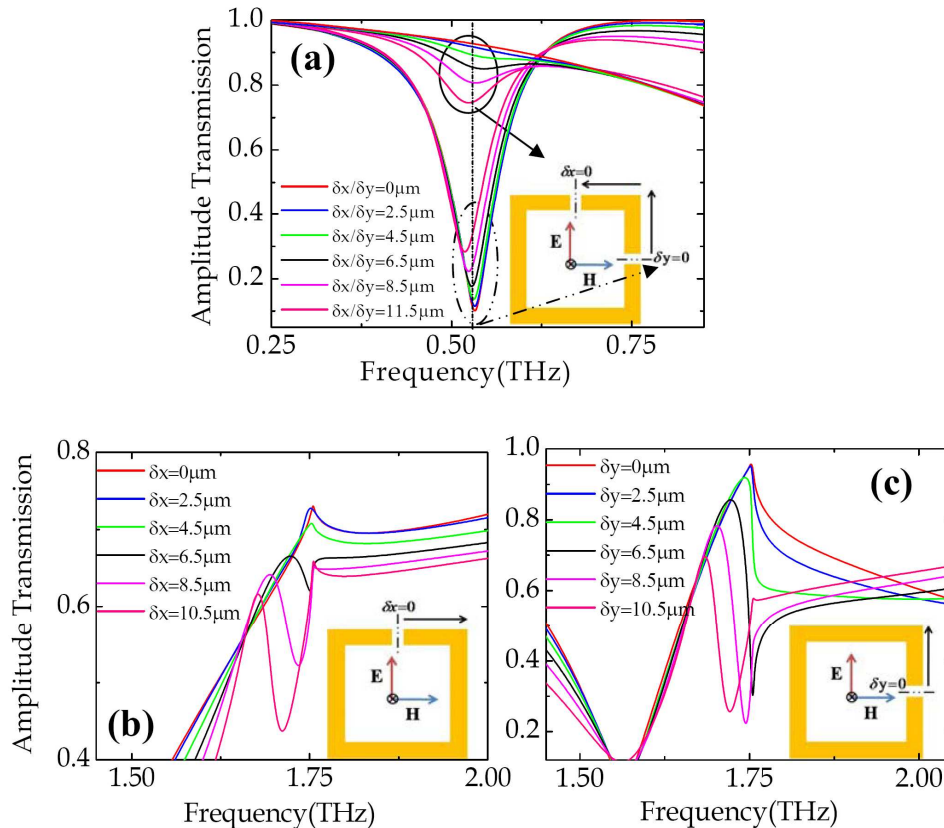 Amplitude Transmission
1.0
0.8
0.6
0.4
0.2
(a)
δx/δy=0μm
δx/δy=2.5μm
δx/δy=4.5μm
δx/δy=6.5μm
δx/δy=8.5μm
δx/δy=11.5μm
δx=0
E
H
δy=0
0.25
0.50
0.75
Frequency(THz)
Amplitude Transmission
0.8
0.6
0.4
δx=0μm
δx=2.5μm
δx=4.5μm
δx=6.5μm
δx=8.5μm
δx=10.5μm
(b)
δx=0
E
H
1.50
1.75
2.00
Frequency(THz)
1.0
0.8
0.6
0.4
0.2
δy=0μm
δy=2.5μm
δy=4.5μm
δy=6.5μm
δy=8.5μm
δy=10.5μm
(c)
E
δy=0
H
1.50
1.75
2.00
Frequency(THz)